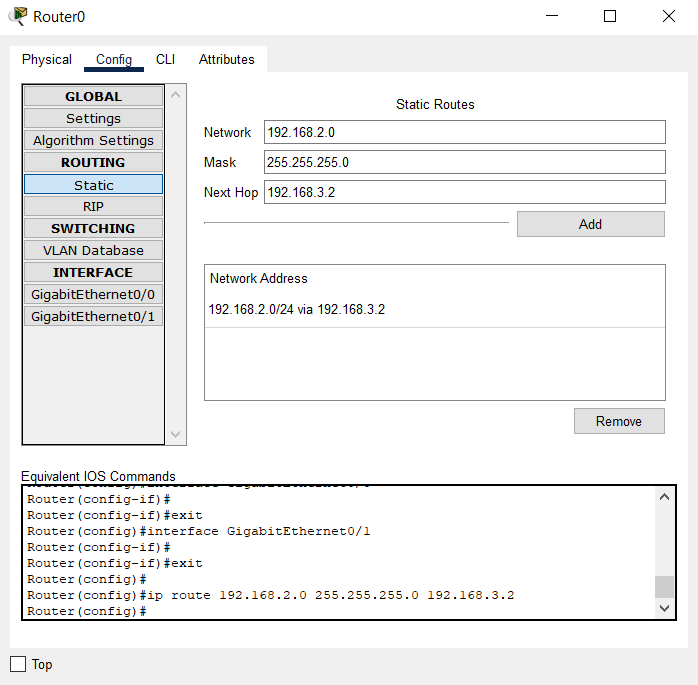 Router0
Physical Config CLI Attributes
GLOBAL
Settings
Algorithm Settings
ROUTING
Static
RIP
SWITCHING
VLAN Database
INTERFACE
GigabitEthernet0/0
GigabitEthernet0/1
Static Routes
Network 192.168.2.0
Mask 255.255.255.0
Next Hop 192.168.3.2
Add
Network Address
192.168.2.0/24 via 192.168.3.2
Remove
Equivalent IOS Commands
Router(config-if)#
Router(config-if)#exit
Router(config)#interface GigabitEthernet0/1
Router(config-if)#
Router(config-if)#exit
Router(config)#
Router(config)#ip route 192.168.2.0 255.255.255.0 192.168.3.2
Router(config)#
Top